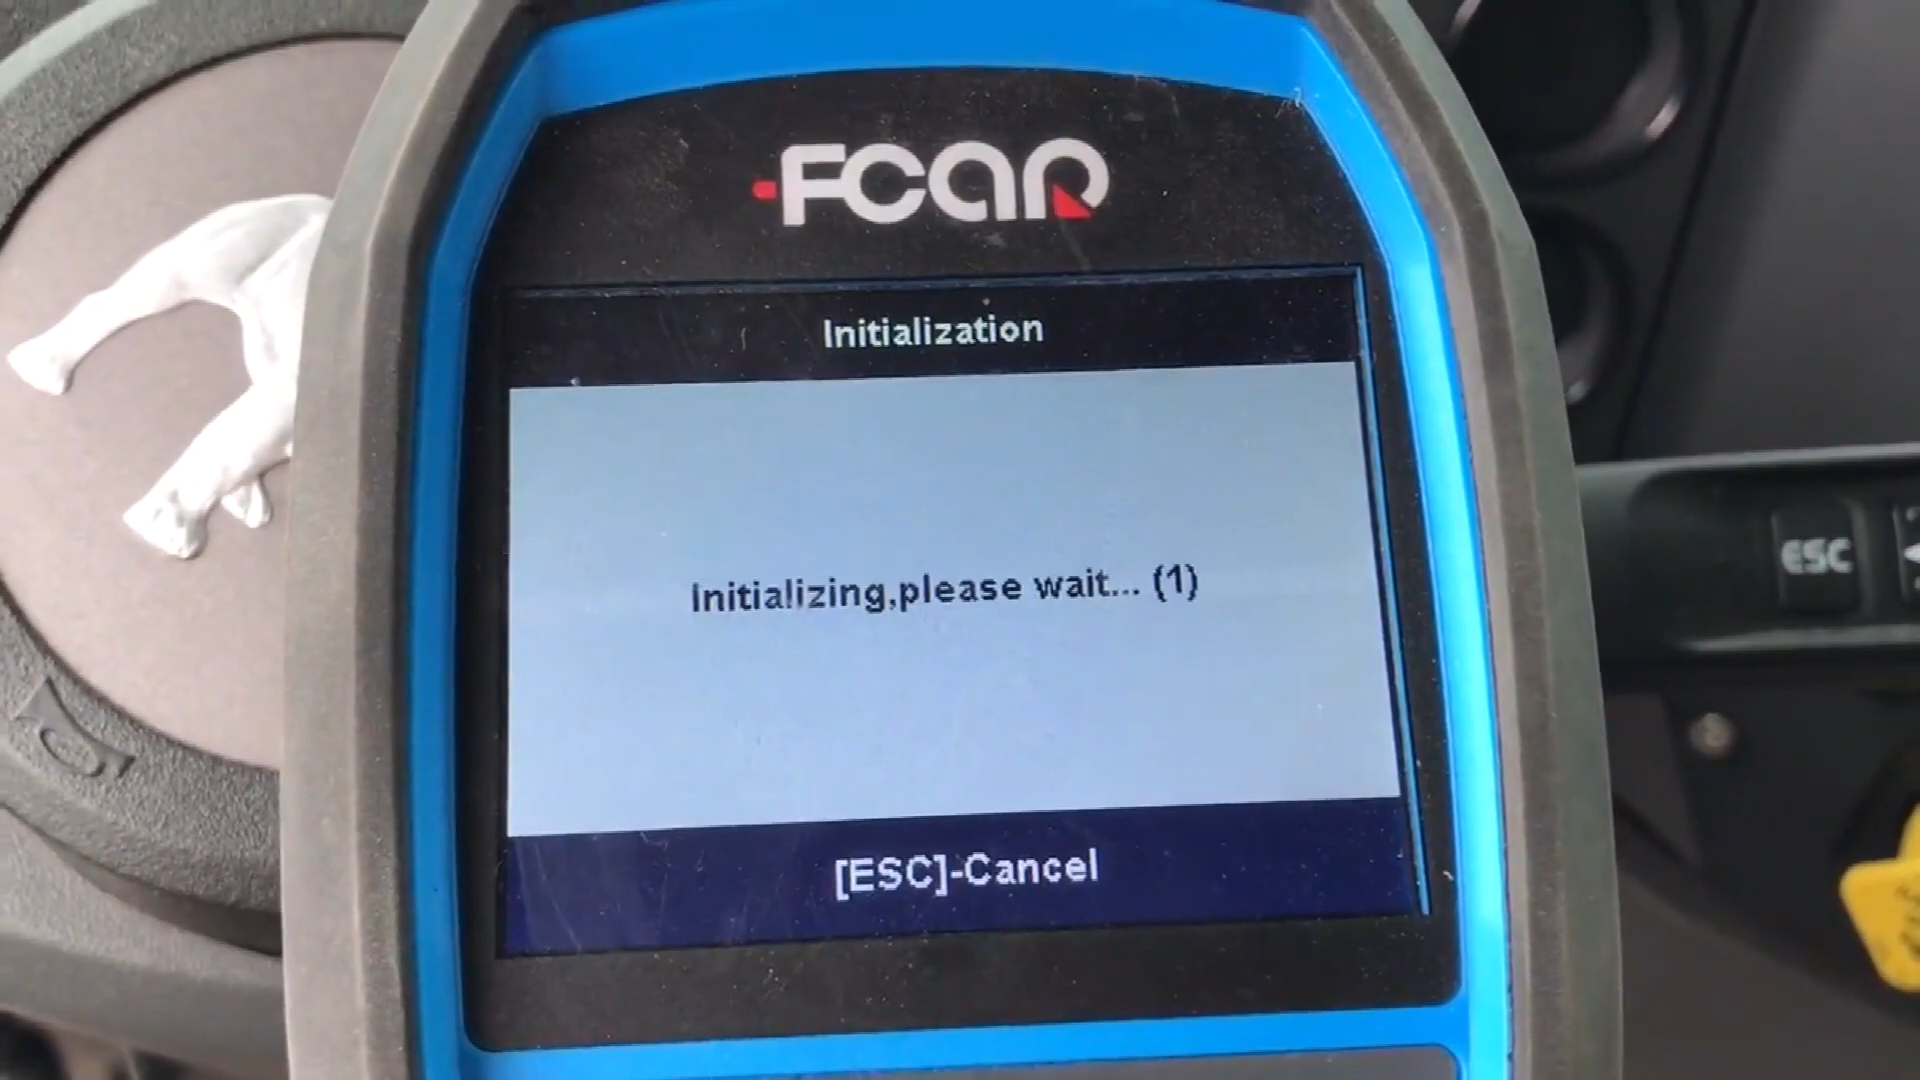 FCAR
Initialization
Initializing,please wait... (1)
[ESC]-Cancel
ESC